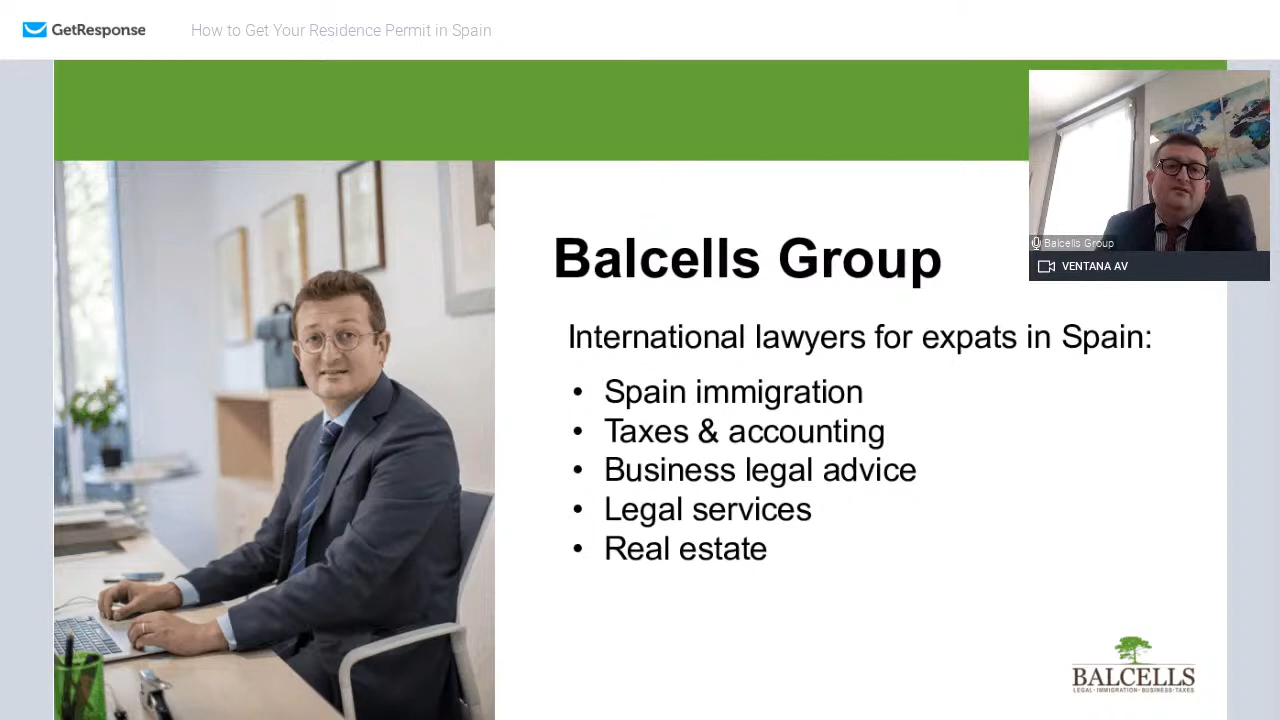 GetResponse
How to Get Your Residence Permit in Spain
Balcells Group
VENTANA AV
Balcells Group
International lawyers for expats in Spain:
• Spain immigration
• Taxes & accounting
• Business legal advice
• Legal services
• Real estate
BALCELLS
LEGAL · IMMIGRATION · BUSINESS · TAXES